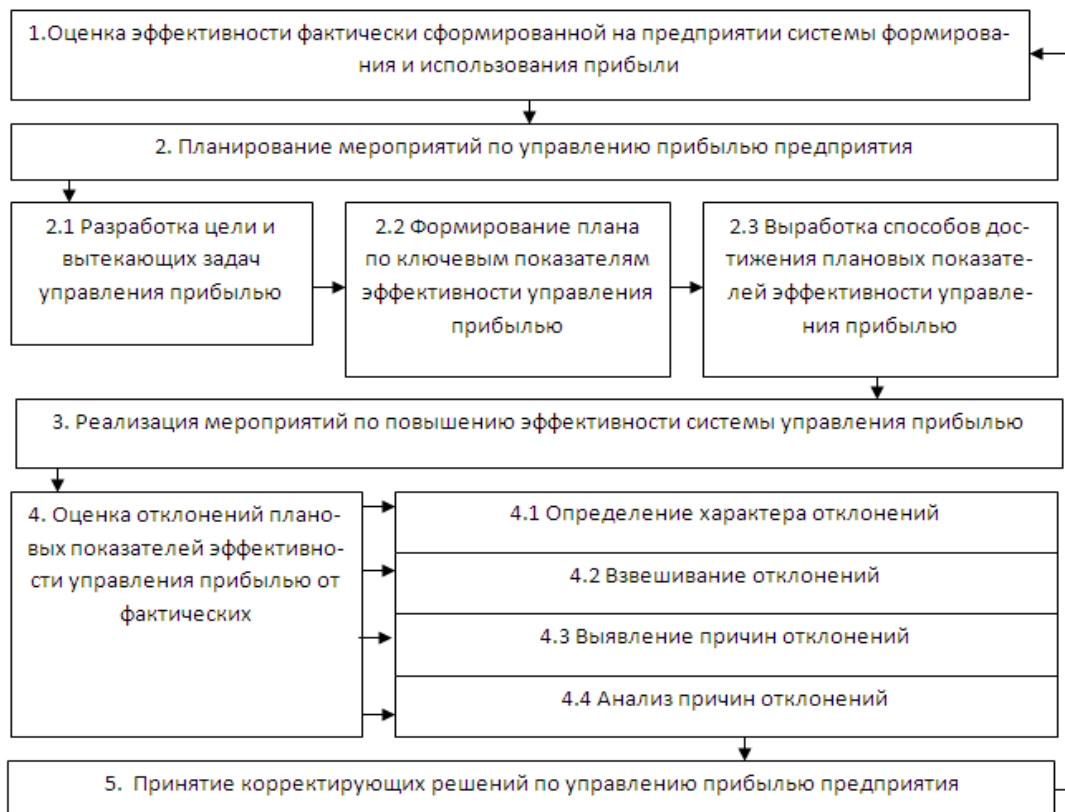 1.Оценка эффективности фактически сформированной на предприятии системы формирова-
ния и использования прибыли
2. Планирование мероприятий по управлению прибылью предприятия
2.1 Разработка цели и
вытекающих задач
управления прибылью
2.2 Формирование плана
по ключевым показателям
эффективности управления
прибылью
2.3 Выработка способов дос-
тижения плановых показате-
лей эффективности управле-
ния прибылью
3. Реализация мероприятий по повышению эффективности системы управления прибылью
4. Оценка отклонений плано-
вых показателей эффективно-
сти управления прибылью от
фактических
4.1 Определение характера отклонений
4.2 Взвешивание отклонений
4.3 Выявление причин отклонений
4.4 Анализ причин отклонений
5. Принятие корректирующих решений по управлению прибылью предприятия